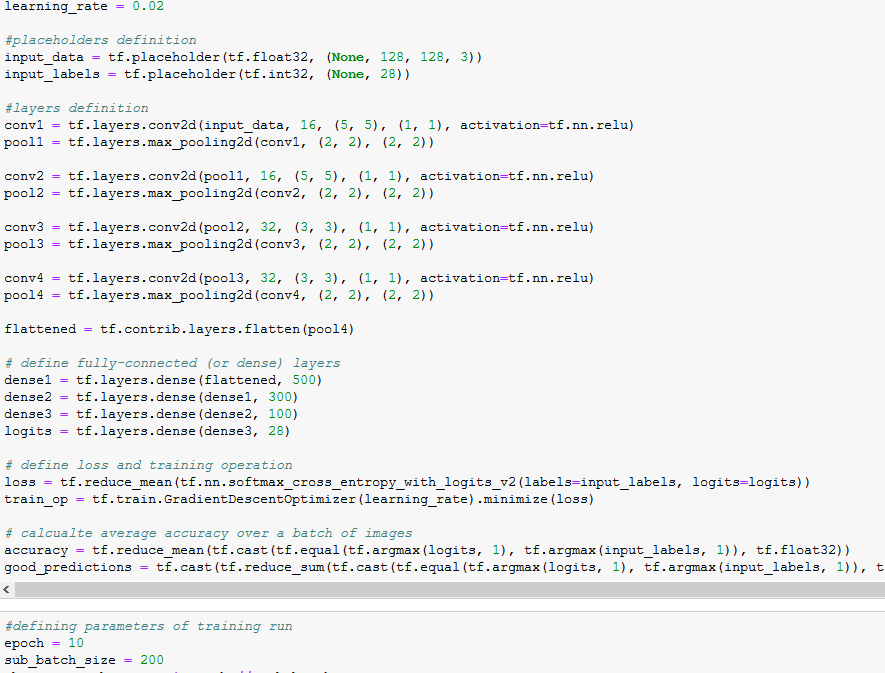 learning_rate = 0.02
#placeholders definition
input_data = tf.placeholder(tf.float32, (None, 128, 128, 3))
input_labels = tf.placeholder(tf.int32, (None, 28))
#layers definition
conv1 = tf.layers.conv2d(input_data, 16, (5, 5), (1, 1), activation=tf.nn.relu)
pool1 = tf.layers.max_pooling2d(conv1, (2, 2), (2, 2))
conv2 = tf.layers.conv2d(pool1, 16, (5, 5), (1, 1), activation=tf.nn.relu)
pool2 = tf.layers.max_pooling2d(conv2, (2, 2), (2, 2))
conv3 = tf.layers.conv2d(pool2, 32, (3, 3), (1, 1), activation=tf.nn.relu)
pool3 = tf.layers.max_pooling2d(conv3, (2, 2), (2, 2))
conv4 = tf.layers.conv2d(pool3, 32, (3, 3), (1, 1), activation=tf.nn.relu)
pool4 = tf.layers.max_pooling2d(conv4, (2, 2), (2, 2))
flattened = tf.contrib.layers.flatten(pool4)
# define fully-connected (or dense) layers
dense1 = tf.layers.dense(flattened, 500)
dense2 = tf.layers.dense(dense1, 300)
dense3 = tf.layers.dense(dense2, 100)
logits = tf.layers.dense(dense3, 28)
# define loss and training operation
loss = tf.reduce_mean(tf.nn.softmax_cross_entropy_with_logits_v2(labels=input_labels, logits=logits))
train_op = tf.train.GradientDescentOptimizer(learning_rate).minimize(loss)
# calcualte average accuracy over a batch of images
accuracy = tf.reduce_mean(tf.cast(tf.equal(tf.argmax(logits, 1), tf.argmax(input_labels, 1)), tf.float32))
good_predictions = tf.cast(tf.reduce_sum(tf.cast(tf.equal(tf.argmax(logits, 1), tf.argmax(input_labels, 1)), t
#defining parameters of training run
epoch = 10
sub_batch_size = 200